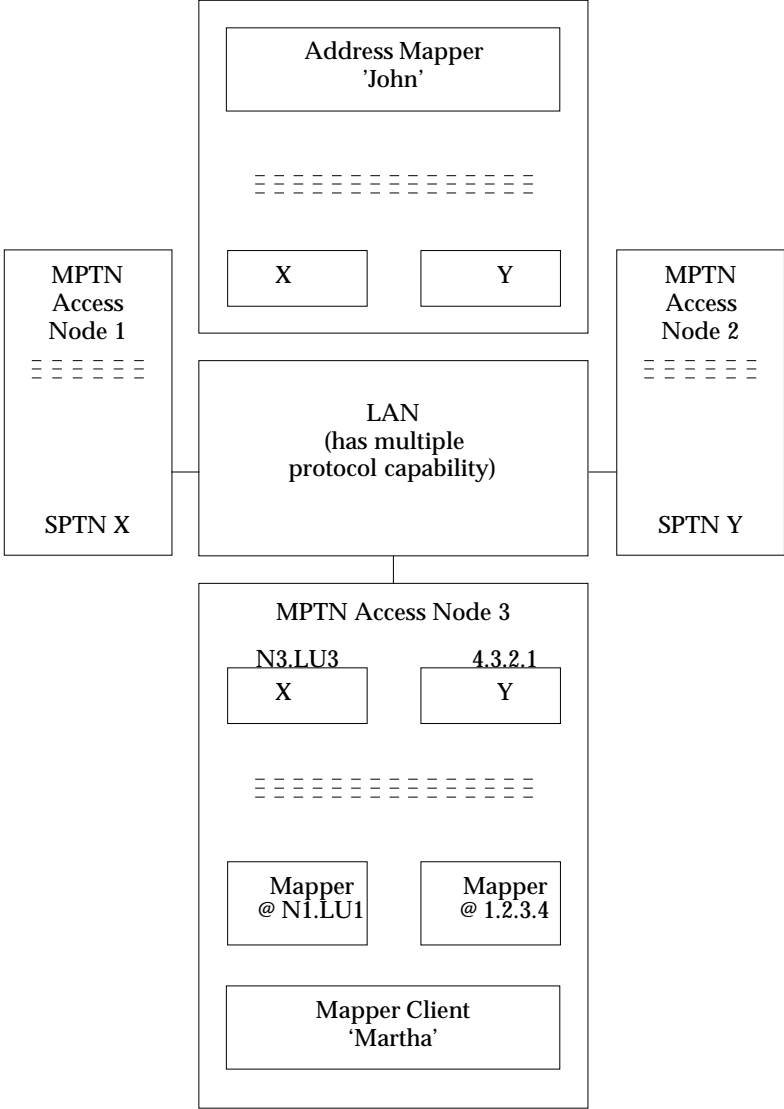 Address Mapper
'John'
X
Y
MPTN
Access
Node 1
SPTN X
MPTN
Access
Node 2
SPTN Y
LAN
(has multiple
protocol capability)
MPTN Access Node 3
N3.LU3
X
4.3.2.1
Y
Mapper
@ N1.LU1
Mapper
@ 1.2.3.4
Mapper Client
‘Martha’